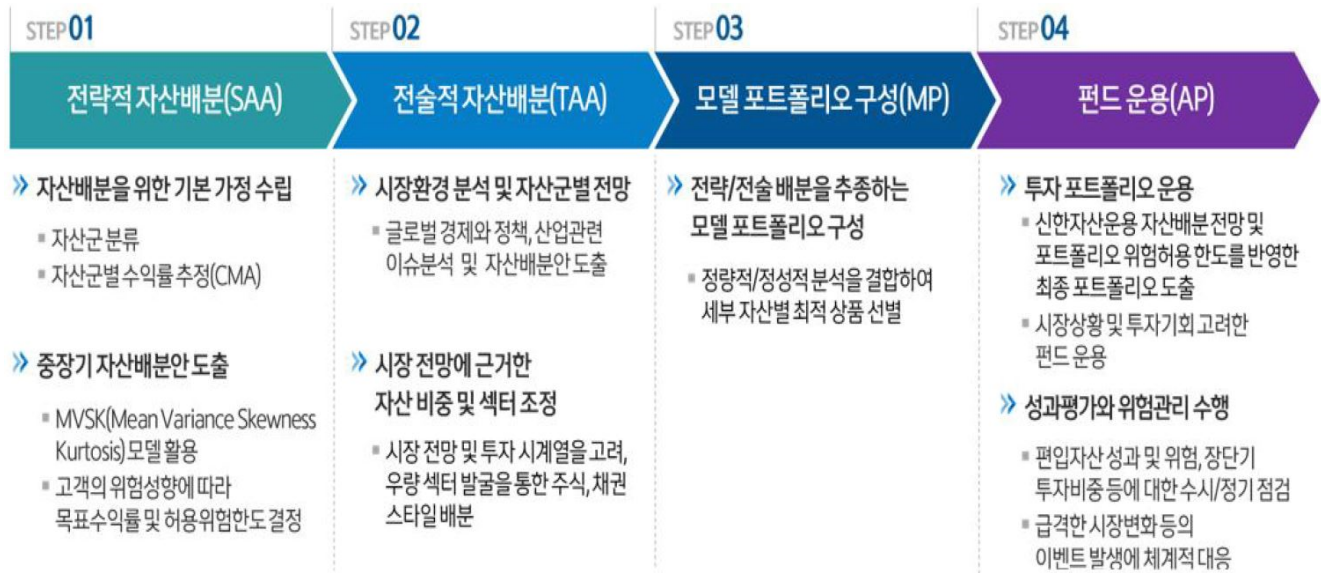 STEP 01
전략적 자산배분(SAA)
» 자산배분을 위한 기본 가정 수립
▪ 자산군 분류
▪ 자산군별 수익률 추정(CMA)
» 중장기 자산배분안 도출
▪ MVSK(Mean Variance Skewness
Kurtosis)모델 활용
▪ 고객의 위험성향에 따라
목표수익률 및 허용위험한도 결정
STEP 02
전술적 자산배분(TAA)
» 시장환경 분석 및 자산군별 전망
▪ 글로벌 경제와 정책, 산업관련
이슈분석 및 자산배분안 도출
» 시장 전망에 근거한
자산 비중 및 섹터 조정
▪ 시장 전망 및 투자 시계열을 고려,
우량 섹터 발굴을 통한 주식, 채권
스타일 배분
STEP 03
모델 포트폴리오 구성(MP)
» 전략/전술 배분을 추종하는
모델 포트폴리오 구성
▪ 정량적/정성적 분석을 결합하여
세부 자산별 최적 상품 선별
STEP 04
펀드 운용(AP)
» 투자 포트폴리오 운용
▪ 신한자산운용 자산배분 전망 및
포트폴리오 위험허용 한도를 반영한
최종 포트폴리오 도출
▪ 시장상황 및 투자기회 고려한
펀드 운용
» 성과평가와 위험관리 수행
▪ 편입자산 성과 및 위험, 장단기
투자비중 등에 대한 수시/정기 점검
▪ 급격한 시장변화 등의
이벤트 발생에 체계적 대응